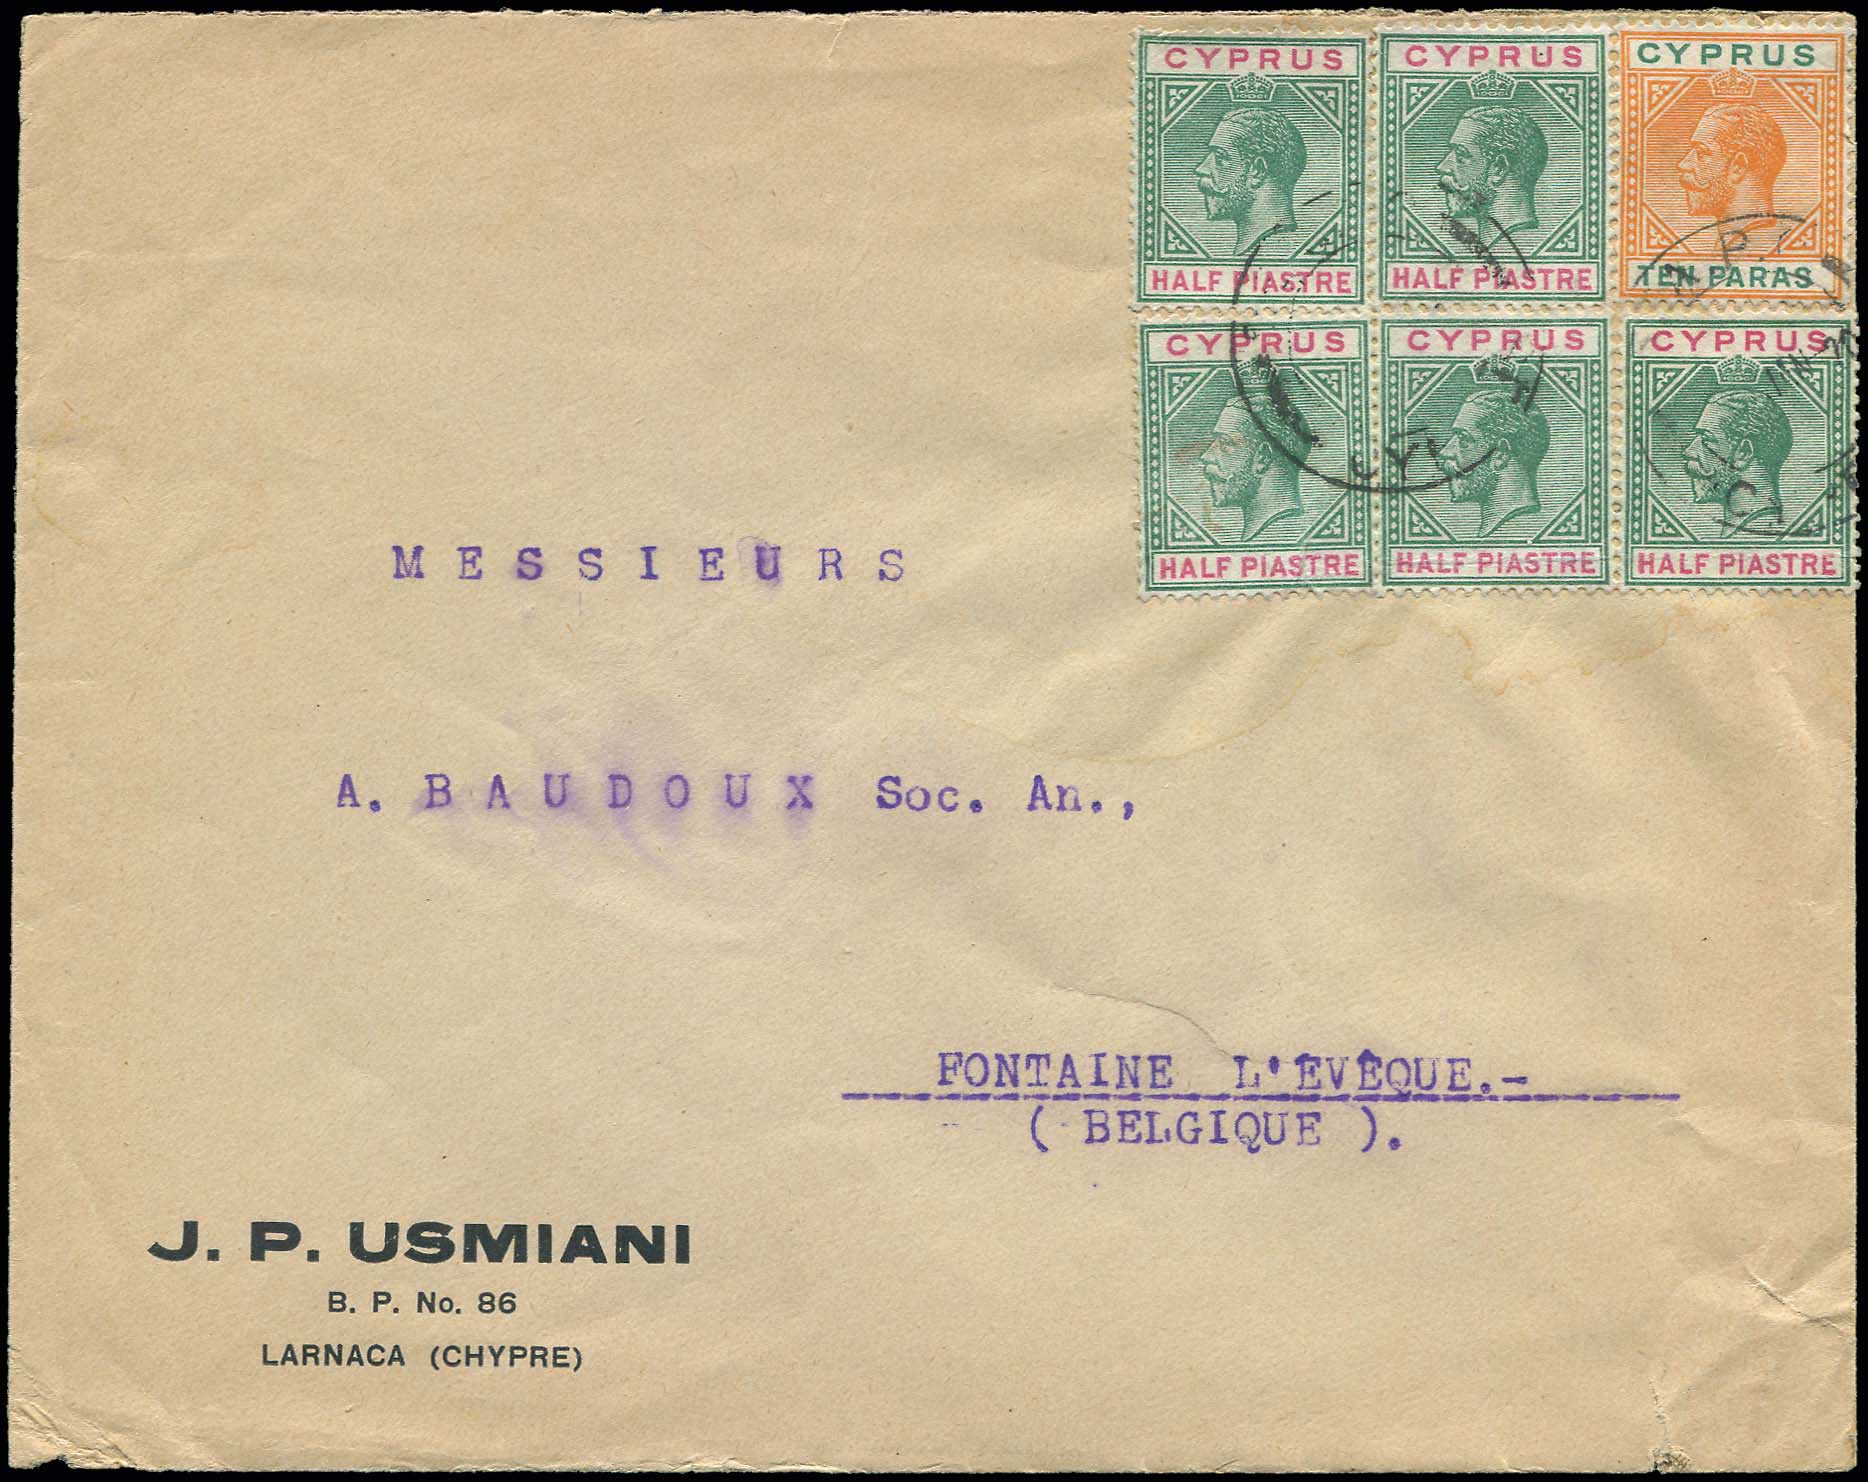 CYPRUS CYPRUS CYPRUS
HALF PIASTRE HALF PIASTRE TEN PARAS
CYPRUS CYPRUS CYPRUS
HALF PIASTRE HALF PIASTRE HALF PIASTRE
MESSIEURS
A. BAUDOUX Soc. An.,
FONTAINE L'ÉVÊQUE.-
( BELGIQUE ).
J. P. USMIANI
B. P. No. 86
LARNACA (CHYPRE)